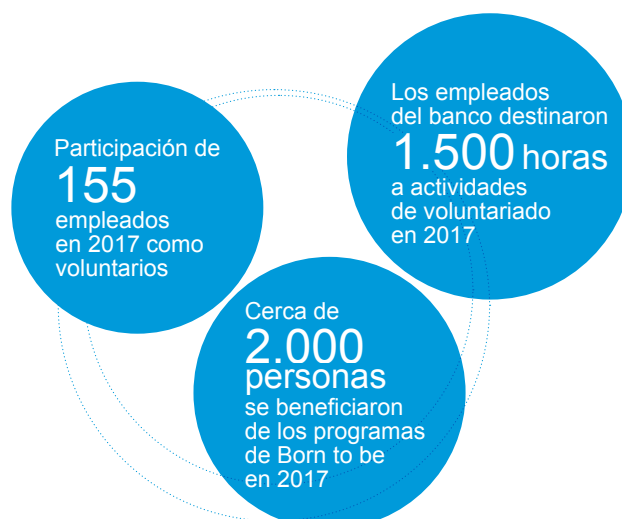 Participación de
155
empleados
en 2017 como
voluntarios
Los empleados
del banco destinaron
1.500 horas
a actividades
de voluntariado
en 2017
Cerca de
2.000
personas
se beneficiaron
de los programas
de Born to be
en 2017